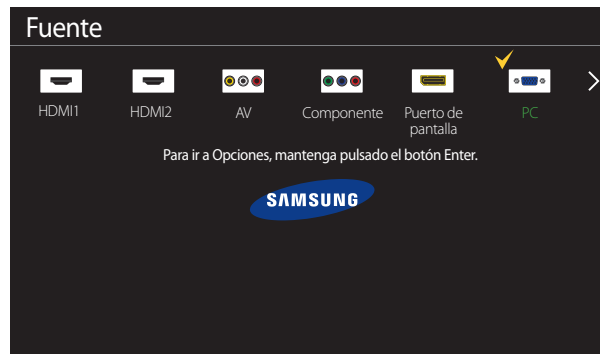 Fuente
HDMI1
HDMI2
AV
Componente
Puerto de
pantalla
PC
Para ir a Opciones, mantenga pulsado el botón Enter.
SAMSUNG